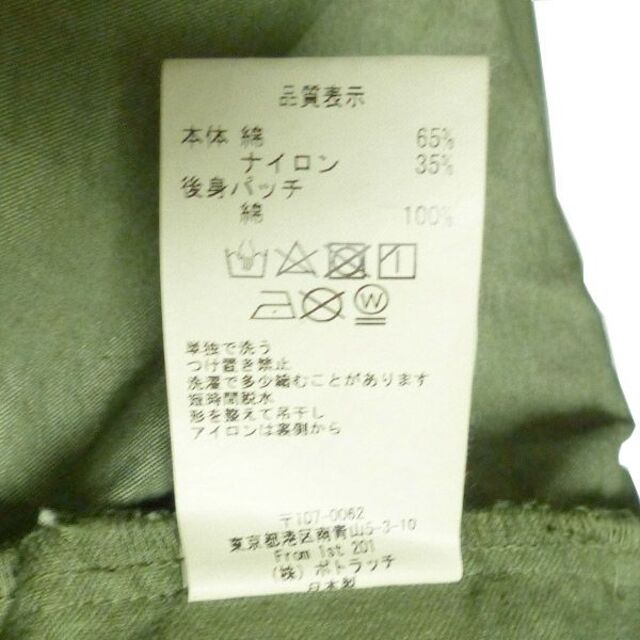 品質表示
本体 綿 65%
ナイロン 35%
後身パッチ
綿 100%
W
単独で洗う
つけ置き禁止
洗濯で多少縮むことがあります
短時間脱水
形を整えて吊干し
アイロンは裏側から
〒107-0062
東京都港区南青山5-3-10
From 1st 201
(株) ポトラッチ
日本製